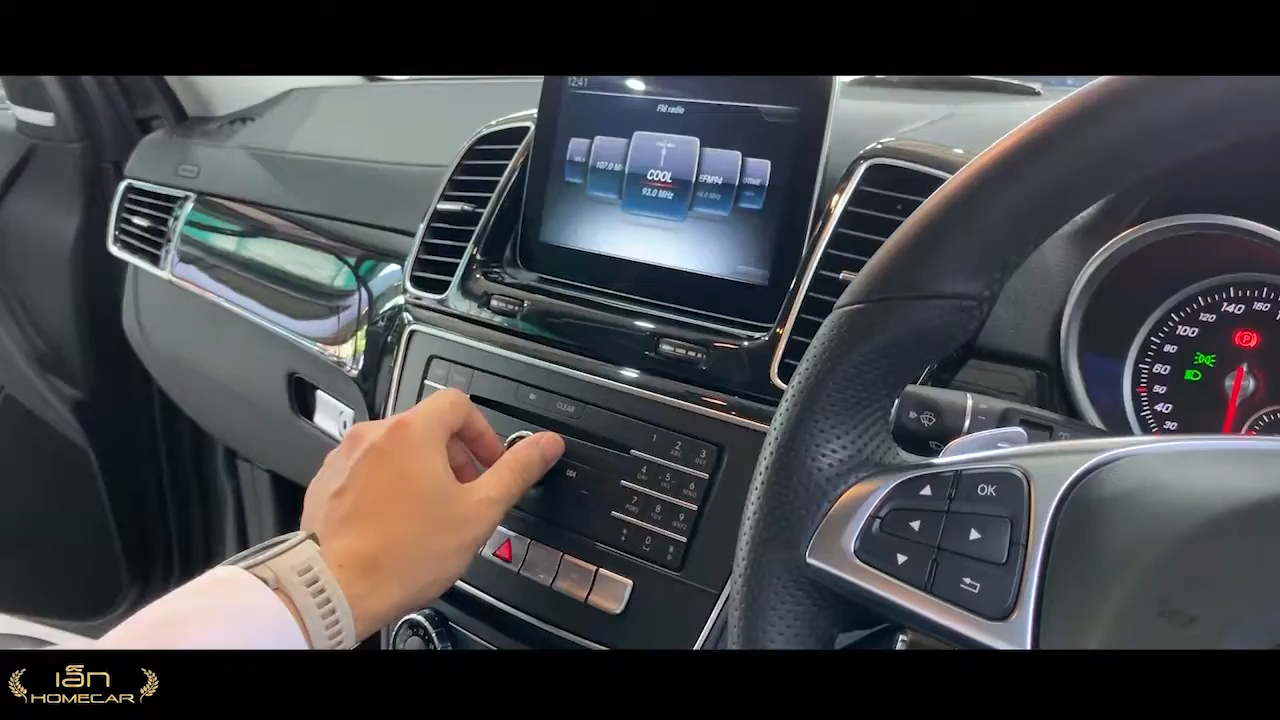 12:41
FM radio
107.0 M
COOL
93.0 MHz
EFM94
CLEAR
1 2 ABC 3 DEF
4 GHI 5 JKL 6 MNO
7 PQRS 8 TUV 9 WXYZ
* 0 #
OK
30
40
50
60
80
100
120
140
160
P
เล็ก
HOMECAR